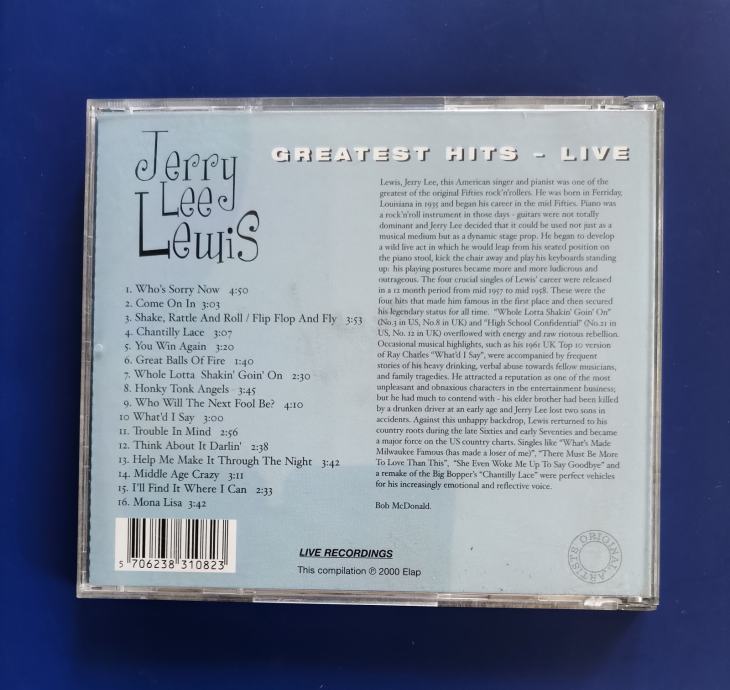 Jerry
Lee
Lewis
GREATEST HITS - LIVE
1. Who's Sorry Now 4:50
2. Come On In 3:03
3. Shake, Rattle And Roll / Flip Flop And Fly 3:53
4. Chantilly Lace 3:07
5. You Win Again 3:20
6. Great Balls Of Fire 1:40
7. Whole Lotta Shakin' Goin' On 2:30
8. Honky Tonk Angels 3:45
9. Who Will The Next Fool Be? 4:10
10 What'd I Say 3:00
11. Trouble In Mind 2:56
12. Think About It Darlin' 2:38
13. Help Me Make It Through The Night 3:42
14. Middle Age Crazy 3:11
15. I'll Find It Where I Can 2:33
16. Mona Lisa 3:42
Lewis, Jerry Lee, this American singer and pianist was one of the
greatest of the original Fifties rock'n'rollers. He was born in Ferriday,
Louisiana in 1935 and began his career in the mid Fifties. Piano was
a rock'n'roll instrument in those days - guitars were not totally
dominant and Jerry Lee decided that it could be used not just as a
musical medium but as a dynamic stage prop. He began to develop
a wild live act in which he would leap from his seated position on
the piano stool, kick the chair away and play his keyboards standing
up: his playing postures became more and more ludicrous and
outrageous. The four crucial singles of Lewis' career were released
in a 12 month period from mid 1957 to mid 1958. These were the
four hits that made him famous in the first place and then secured
his legendary status for all time. "Whole Lotta Shakin' Goin' On"
(No.3 in US, No.8 in UK) and "High School Confidential" (No.21 in
US, No. 12 in UK) overflowed with energy and raw riotous rebellion.
Occasional musical highlights, such as his 1961 UK Top 10 version
of Ray Charles "What'd I Say", were accompanied by frequent
stories of his heavy drinking, verbal abuse towards fellow musicians,
and family tragedies. He attracted a reputation as one of the most
unpleasant and obnaxious characters in the entertainment business;
but he had much to contend with - his elder brother had been killed
by a drunken driver at an early age and Jerry Lee lost two sons in
accidents. Against this unhappy backdrop, Lewis rerturned to his
country roots during the late Sixties and early Seventies and became
a major force on the US country charts. Singles like "What's Made
Milwaukee Famous (has made a loser of me)", "There Must Be More
To Love Than This", "She Even Woke Me Up To Say Goodbye" and
a remake of the Big Bopper's "Chantilly Lace" were perfect vehicles
for his increasingly emotional and reflective voice.
Bob McDonald.
5 706238 310823
LIVE RECORDINGS
This compilation ℗ 2000 Elap
ORIGINAL ARTISTS